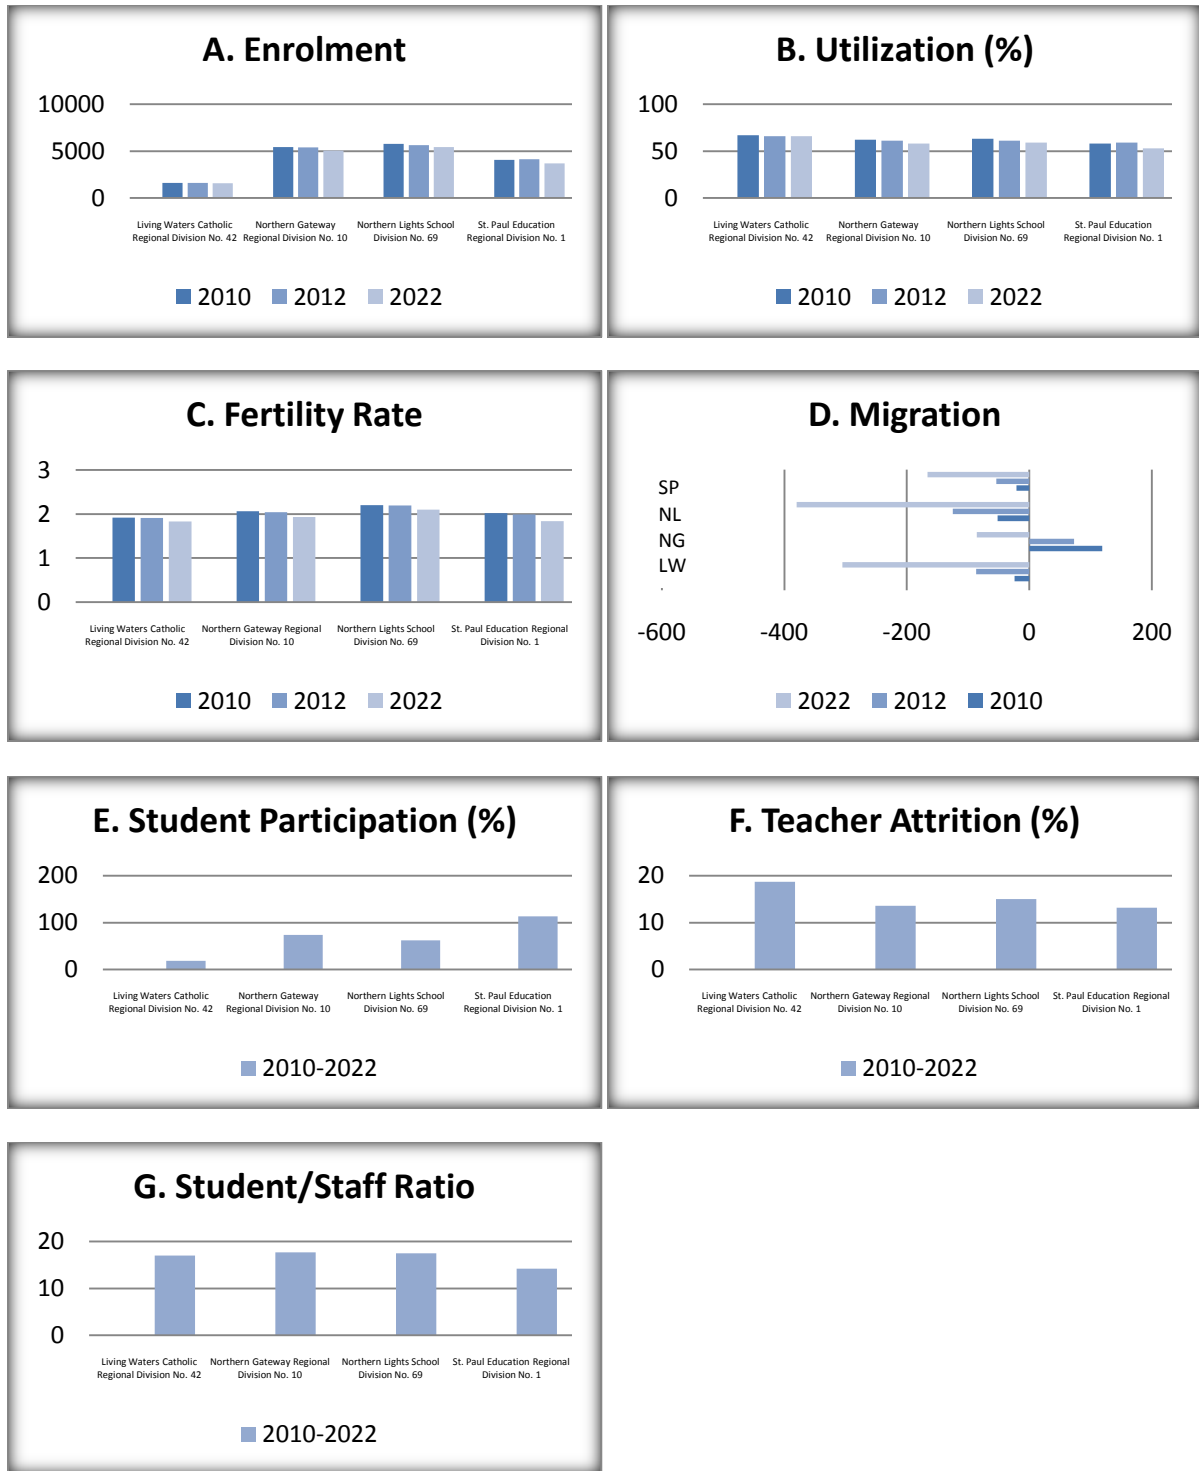 A. Enrolment
10000
5000
0
Living Waters Catholic Regional Division No. 42
Northern Gateway Regional Division No. 10
Northern Lights School Division No. 69
St. Paul Education Regional Division No. 1
2010 2012 2022
B. Utilization (%)
100
50
0
Living Waters Catholic Regional Division No. 42
Northern Gateway Regional Division No. 10
Northern Lights School Division No. 69
St. Paul Education Regional Division No. 1
2010 2012 2022
C. Fertility Rate
3
2
1
0
Living Waters Catholic Regional Division No. 42
Northern Gateway Regional Division No. 10
Northern Lights School Division No. 69
St. Paul Education Regional Division No. 1
2010 2012 2022
D. Migration
SP
NL
NG
LW
.
-600 -400 -200 0 200
2022 2012 2010
E. Student Participation (%)
200
100
0
Living Waters Catholic Regional Division No. 42
Northern Gateway Regional Division No. 10
Northern Lights School Division No. 69
St. Paul Education Regional Division No. 1
2010-2022
F. Teacher Attrition (%)
20
10
0
Living Waters Catholic Regional Division No. 42
Northern Gateway Regional Division No. 10
Northern Lights School Division No. 69
St. Paul Education Regional Division No. 1
2010-2022
G. Student/Staff Ratio
20
10
0
Living Waters Catholic Regional Division No. 42
Northern Gateway Regional Division No. 10
Northern Lights School Division No. 69
St. Paul Education Regional Division No. 1
2010-2022